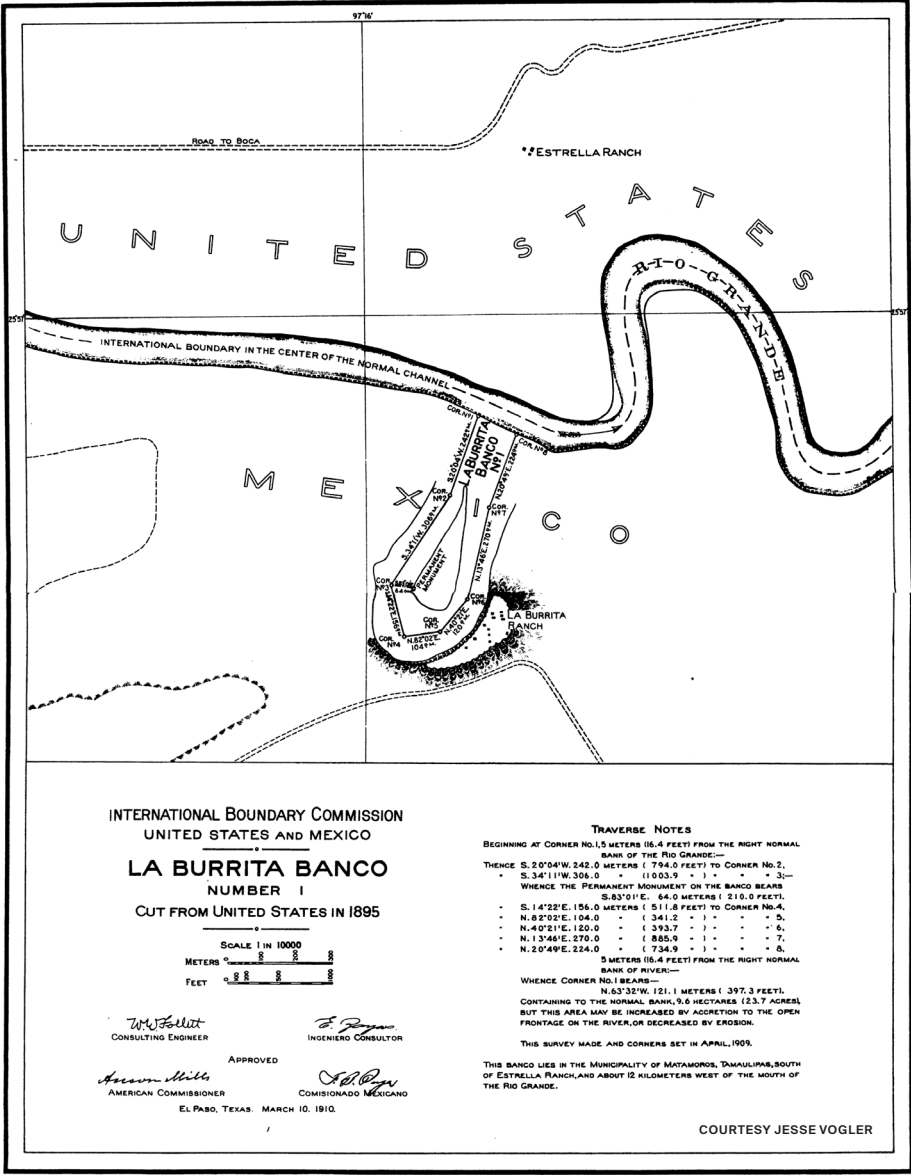 97°16'
ROAD TO BOCA
ESTRELLA RANCH
UNITED STATES
RIO GRANDE
25°57'
25°57'
INTERNATIONAL BOUNDARY IN THE CENTER OF THE NORMAL CHANNEL
COR. Nº1
COR. Nº8
S.20°04'W. 242.0 M.
LA BURRITA
BANCO
Nº1
N.20°49'E. 224.0 M.
MEXICO
COR.
Nº2
COR.
Nº7
S.34°11'W. 306.0 M.
PERMANENT
MONUMENT
N.13°46'E. 270.0 M.
COR.
Nº3
COR.
Nº6
COR.
Nº5
N.40°21'E.
120.0 M.
COR.
Nº4
N.82°02'E.
104.0 M.
LA BURRITA
RANCH
INTERNATIONAL BOUNDARY COMMISSION
UNITED STATES AND MEXICO
LA BURRITA BANCO
NUMBER 1
CUT FROM UNITED STATES IN 1895
SCALE 1 IN 10000
METERS 0 100 200 300
FEET 0 100 200 500 1000
W.W. Follett
CONSULTING ENGINEER
E. Zayas
INGENIERO CONSULTOR
APPROVED
Anson Mills
AMERICAN COMMISSIONER
COMISIONADO MEXICANO
EL PASO, TEXAS. MARCH 10. 1910.
TRAVERSE NOTES
BEGINNING AT CORNER No.1, 5 METERS (16.4 FEET) FROM THE RIGHT NORMAL
BANK OF THE RIO GRANDE:—
THENCE S. 20°04'W. 242.0 METERS ( 794.0 FEET) TO CORNER No. 2,
" S. 34°11'W. 306.0 " (1003.9 " ) " " " 3;—
WHENCE THE PERMANENT MONUMENT ON THE BANCO BEARS
S.83°01'E. 64.0 METERS ( 210.0 FEET).
" S. 14°22'E. 156.0 METERS ( 511.8 FEET) TO CORNER No. 4,
" N. 82°02'E. 104.0 " ( 341.2 " ) " " " 5,
" N. 40°21'E. 120.0 " ( 393.7 " ) " " " 6,
" N. 13°46'E. 270.0 " ( 885.9 " ) " " " 7,
" N. 20°49'E. 224.0 " ( 734.9 " ) " " " 8,
5 METERS (16.4 FEET) FROM THE RIGHT NORMAL
BANK OF RIVER;—
WHENCE CORNER No. 1 BEARS—
N.63°32'W. 121.1 METERS ( 397.3 FEET).
CONTAINING TO THE NORMAL BANK, 9.6 HECTARES (23.7 ACRES),
BUT THIS AREA MAY BE INCREASED BY ACCRETION TO THE OPEN
FRONTAGE ON THE RIVER, OR DECREASED BY EROSION.
THIS SURVEY MADE AND CORNERS SET IN APRIL, 1909.
THIS BANCO LIES IN THE MUNICIPALITY OF MATAMOROS, TAMAULIPAS, SOUTH
OF ESTRELLA RANCH, AND ABOUT 12 KILOMETERS WEST OF THE MOUTH OF
THE RIO GRANDE.
COURTESY JESSE VOGLER